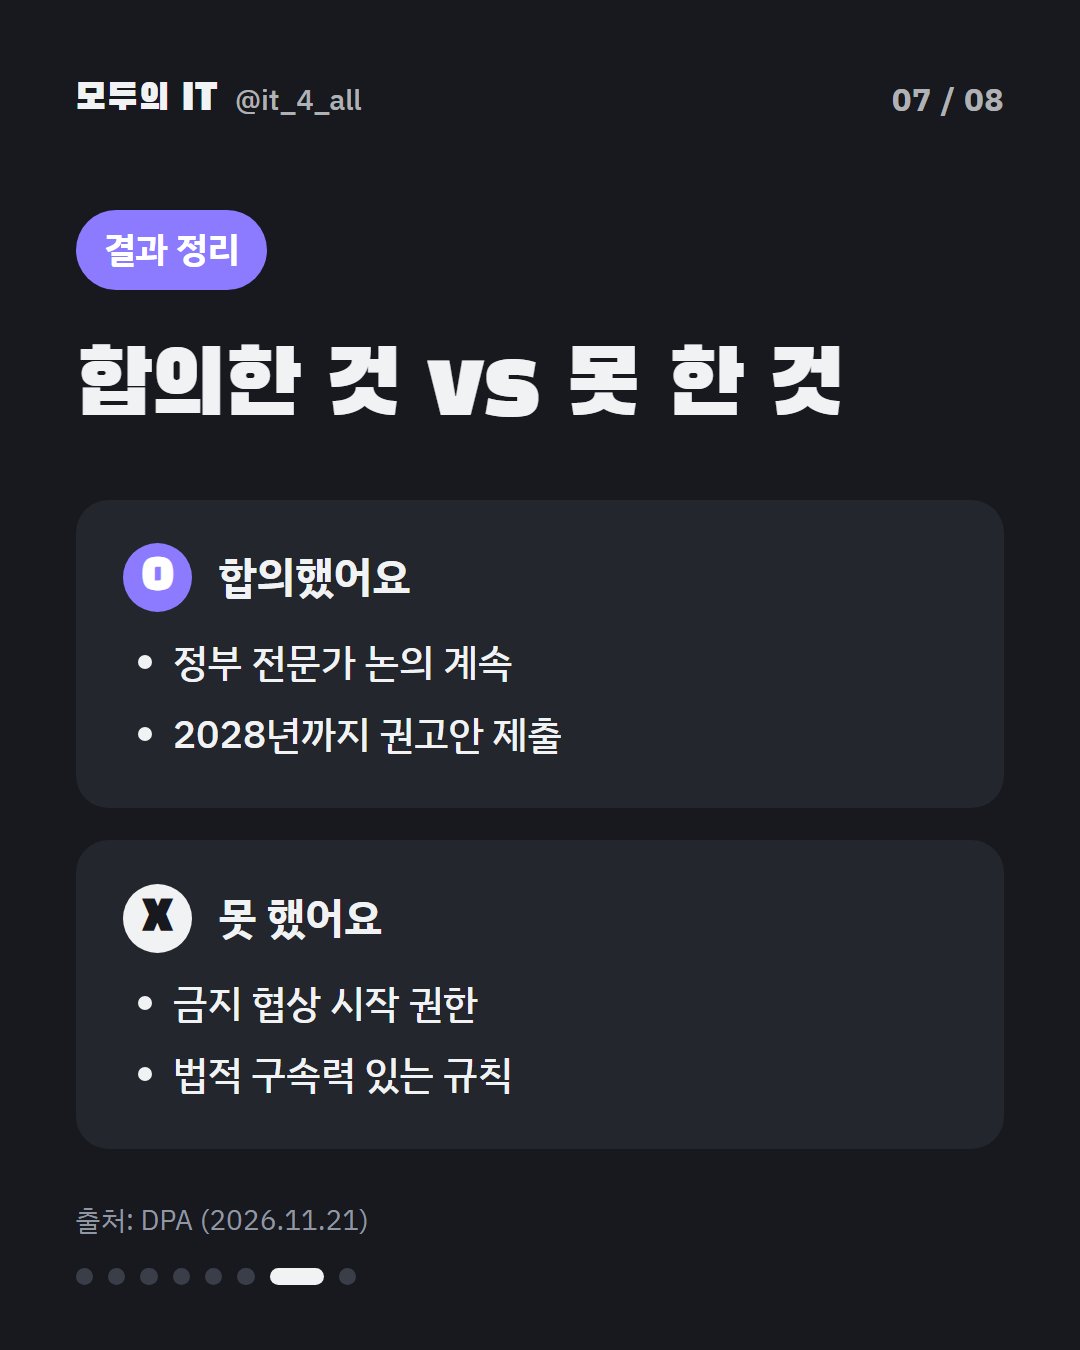 모두의 IT @it_4_all
07 / 08
결과 정리
합의한 것 vs 못 한 것
O 합의했어요
• 정부 전문가 논의 계속
• 2028년까지 권고안 제출
X 못 했어요
• 금지 협상 시작 권한
• 법적 구속력 있는 규칙
출처: DPA (2026.11.21)